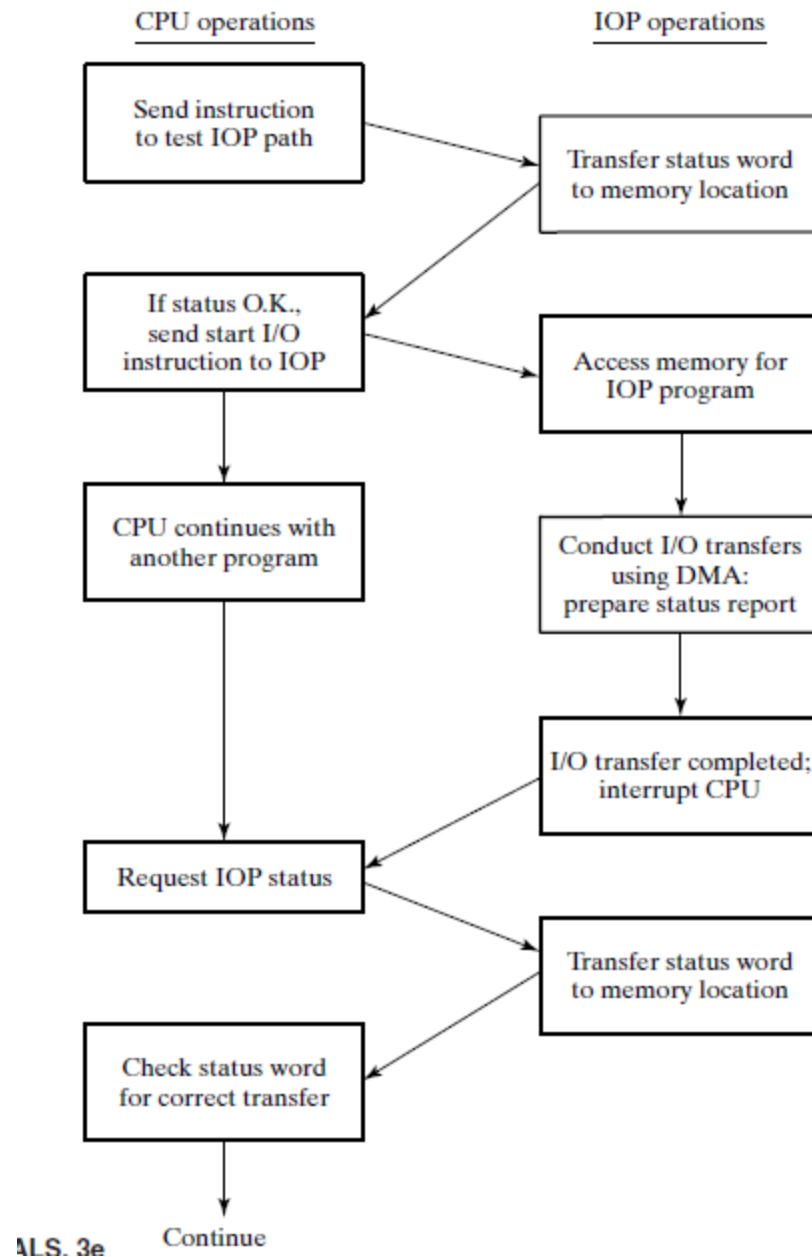 CPU operations
IOP operations
Send instruction
to test IOP path
Transfer status word
to memory location
If status O.K.,
send start I/O
instruction to IOP
Access memory for
IOP program
CPU continues with
another program
Conduct I/O transfers
using DMA:
prepare status report
I/O transfer completed;
interrupt CPU
Request IOP status
Transfer status word
to memory location
Check status word
for correct transfer
Continue
ALS, 3e